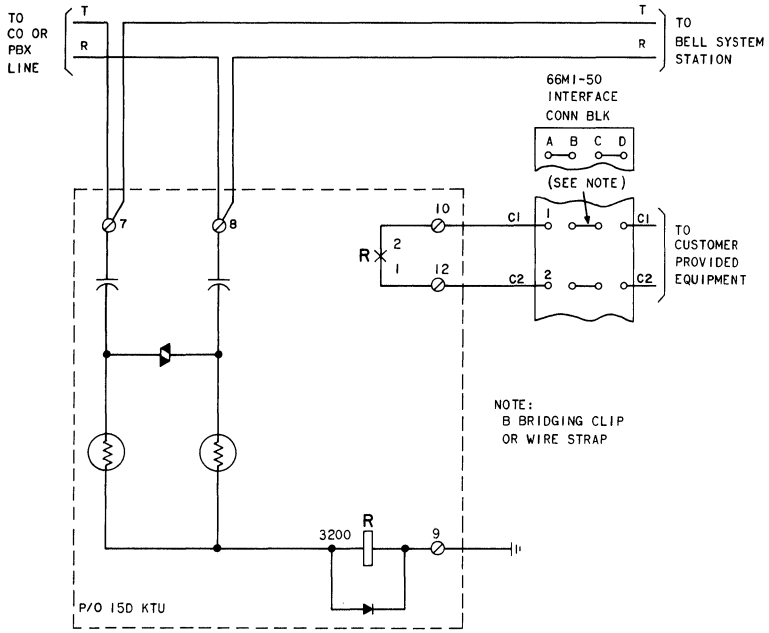 TO
CO OR
PBX
LINE
T
R
T
R
TO
BELL SYSTEM
STATION
66M1-50
INTERFACE
CONN BLK
A B C D
(SEE NOTE)
7
8
10
C1
1
C1
R
2
1
12
C2
2
C2
TO
CUSTOMER
PROVIDED
EQUIPMENT
NOTE:
B BRIDGING CLIP
OR WIRE STRAP
3200
R
9
P/O 15D KTU